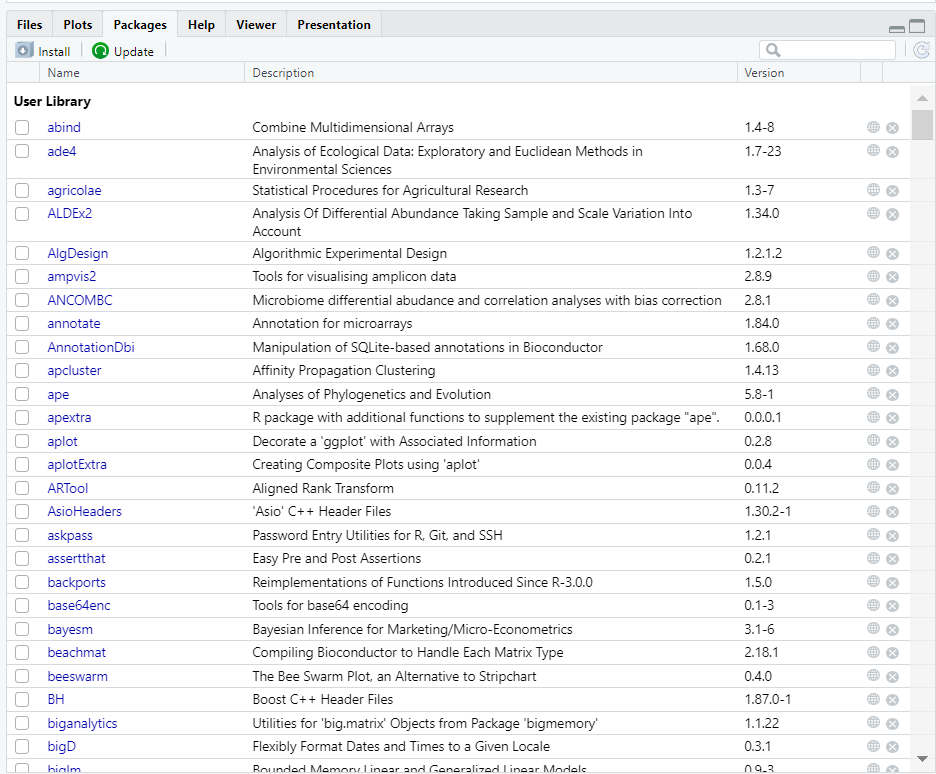 Files Plots Packages Help Viewer Presentation
Install Update
Name Description Version
User Library
abind Combine Multidimensional Arrays 1.4-8
ade4 Analysis of Ecological Data: Exploratory and Euclidean Methods in 1.7-23
Environmental Sciences
agricolae Statistical Procedures for Agricultural Research 1.3-7
ALDEx2 Analysis Of Differential Abundance Taking Sample and Scale Variation Into 1.34.0
Account
AlgDesign Algorithmic Experimental Design 1.2.1.2
ampvis2 Tools for visualising amplicon data 2.8.9
ANCOMBC Microbiome differential abudance and correlation analyses with bias correction 2.8.1
annotate Annotation for microarrays 1.84.0
AnnotationDbi Manipulation of SQLite-based annotations in Bioconductor 1.68.0
apcluster Affinity Propagation Clustering 1.4.13
ape Analyses of Phylogenetics and Evolution 5.8-1
apextra R package with additional functions to supplement the existing package "ape". 0.0.0.1
aplot Decorate a 'ggplot' with Associated Information 0.2.8
aplotExtra Creating Composite Plots using 'aplot' 0.0.4
ARTool Aligned Rank Transform 0.11.2
AsioHeaders 'Asio' C++ Header Files 1.30.2-1
askpass Password Entry Utilities for R, Git, and SSH 1.2.1
assertthat Easy Pre and Post Assertions 0.2.1
backports Reimplementations of Functions Introduced Since R-3.0.0 1.5.0
base64enc Tools for base64 encoding 0.1-3
bayesm Bayesian Inference for Marketing/Micro-Econometrics 3.1-6
beachmat Compiling Bioconductor to Handle Each Matrix Type 2.18.1
beeswarm The Bee Swarm Plot, an Alternative to Stripchart 0.4.0
BH Boost C++ Header Files 1.87.0-1
biganalytics Utilities for 'big.matrix' Objects from Package 'bigmemory' 1.1.22
bigD Flexibly Format Dates and Times to a Given Locale 0.3.1
biglm Bounded Memory Linear and Generalized Linear Models 0.9-3